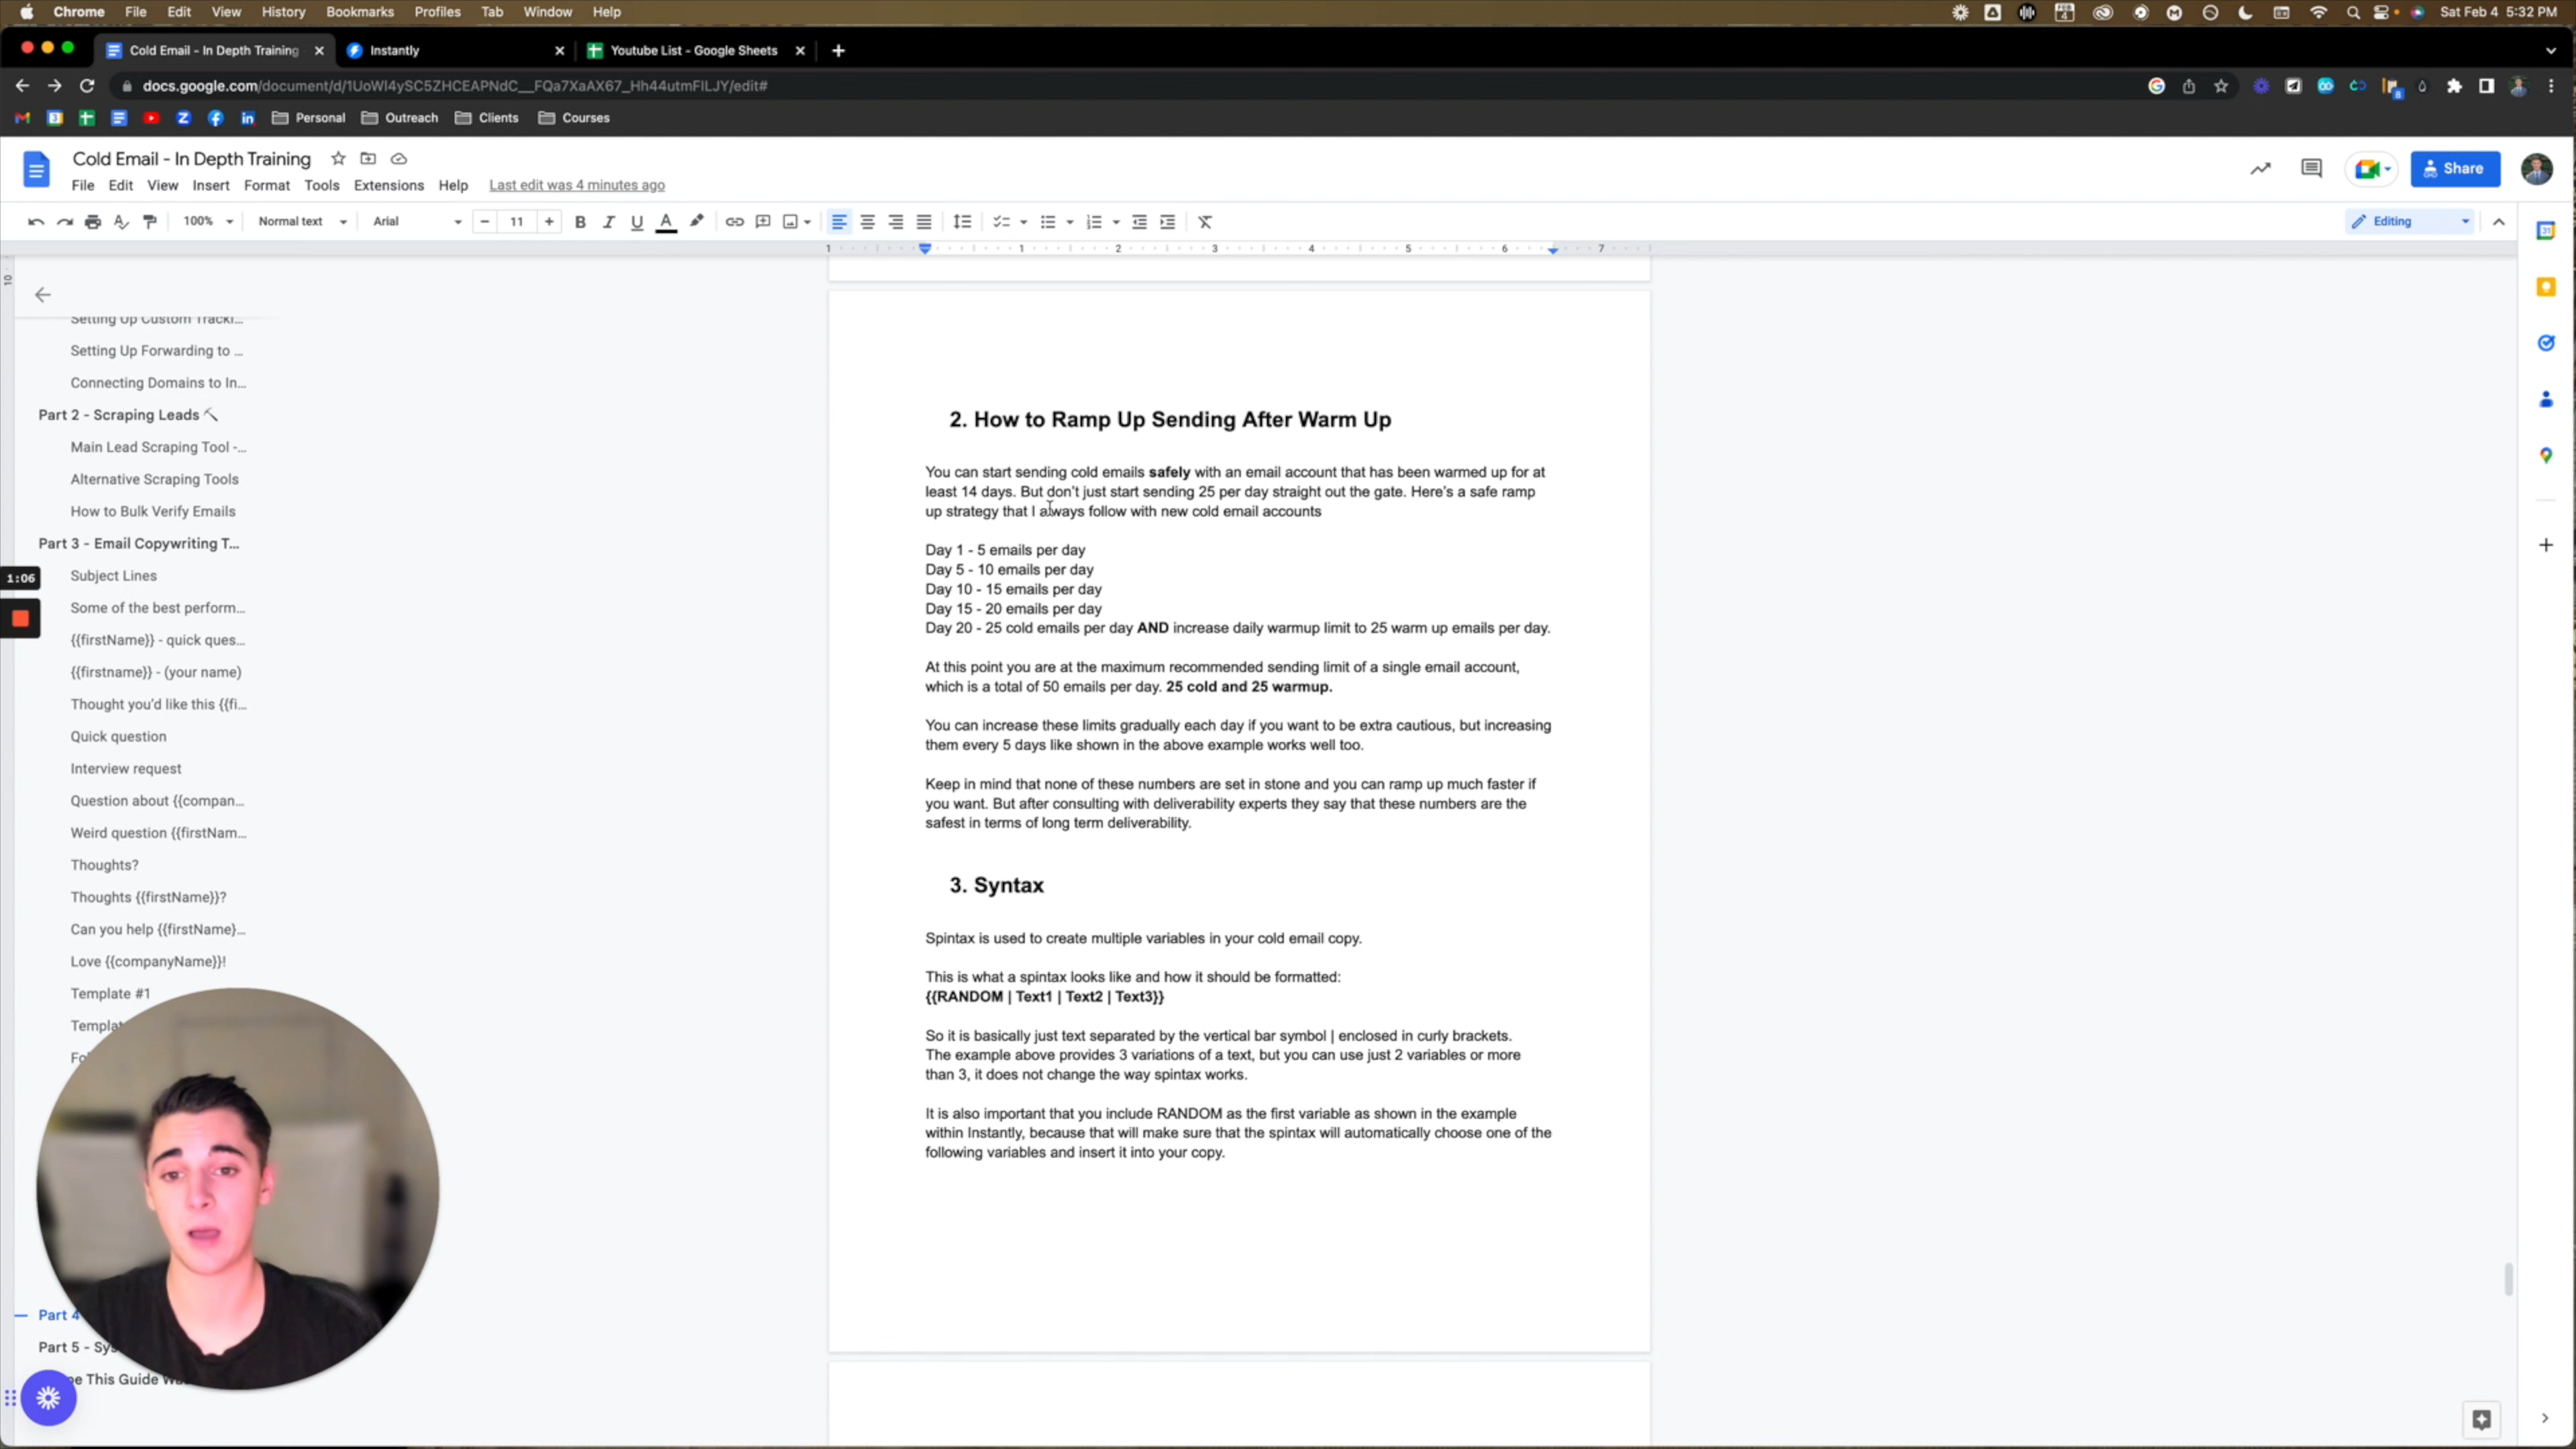 Chrome File Edit View History Bookmarks Profiles Tab Window Help
Sat Feb 4 5:32 PM
Cold Email - In Depth Training
Instantly
Youtube List - Google Sheets
docs.google.com/document/d/1UoWI4ySC5ZHCEAPNdC__FQa7XaAX67_Hh44utmFILJY/edit#
Personal Outreach Clients Courses
Cold Email - In Depth Training
File Edit View Insert Format Tools Extensions Help Last edit was 4 minutes ago
Share
100% Normal text Arial 11
Editing
1 1 2 3 4 5 6 7
Setting Up Custom Tracki...
Setting Up Forwarding to ...
Connecting Domains to In...
Part 2 - Scraping Leads
Main Lead Scraping Tool -...
Alternative Scraping Tools
How to Bulk Verify Emails
Part 3 - Email Copywriting T...
Subject Lines
Some of the best perform...
{{firstName}} - quick ques...
{{firstname}} - (your name)
Thought you'd like this {{fi...
Quick question
Interview request
Question about {{compan...
Weird question {{firstNam...
Thoughts?
Thoughts {{firstName}}?
Can you help {{firstName}...
Love {{companyName}}!
Template #1
Part 4
1:06
2. How to Ramp Up Sending After Warm Up
You can start sending cold emails safely with an email account that has been warmed up for at
least 14 days. But don't just start sending 25 per day straight out the gate. Here's a safe ramp
up strategy that I always follow with new cold email accounts
Day 1 - 5 emails per day
Day 5 - 10 emails per day
Day 10 - 15 emails per day
Day 15 - 20 emails per day
Day 20 - 25 cold emails per day AND increase daily warmup limit to 25 warm up emails per day.
At this point you are at the maximum recommended sending limit of a single email account,
which is a total of 50 emails per day. 25 cold and 25 warmup.
You can increase these limits gradually each day if you want to be extra cautious, but increasing
them every 5 days like shown in the above example works well too.
Keep in mind that none of these numbers are set in stone and you can ramp up much faster if
you want. But after consulting with deliverability experts they say that these numbers are the
safest in terms of long term deliverability.
3. Syntax
Spintax is used to create multiple variables in your cold email copy.
This is what a spintax looks like and how it should be formatted:
{{RANDOM | Text1 | Text2 | Text3}}
So it is basically just text separated by the vertical bar symbol | enclosed in curly brackets.
The example above provides 3 variations of a text, but you can use just 2 variables or more
than 3, it does not change the way spintax works.
It is also important that you include RANDOM as the first variable as shown in the example
within Instantly, because that will make sure that the spintax will automatically choose one of the
following variables and insert it into your copy.
Part 5 - Sys
This Guide